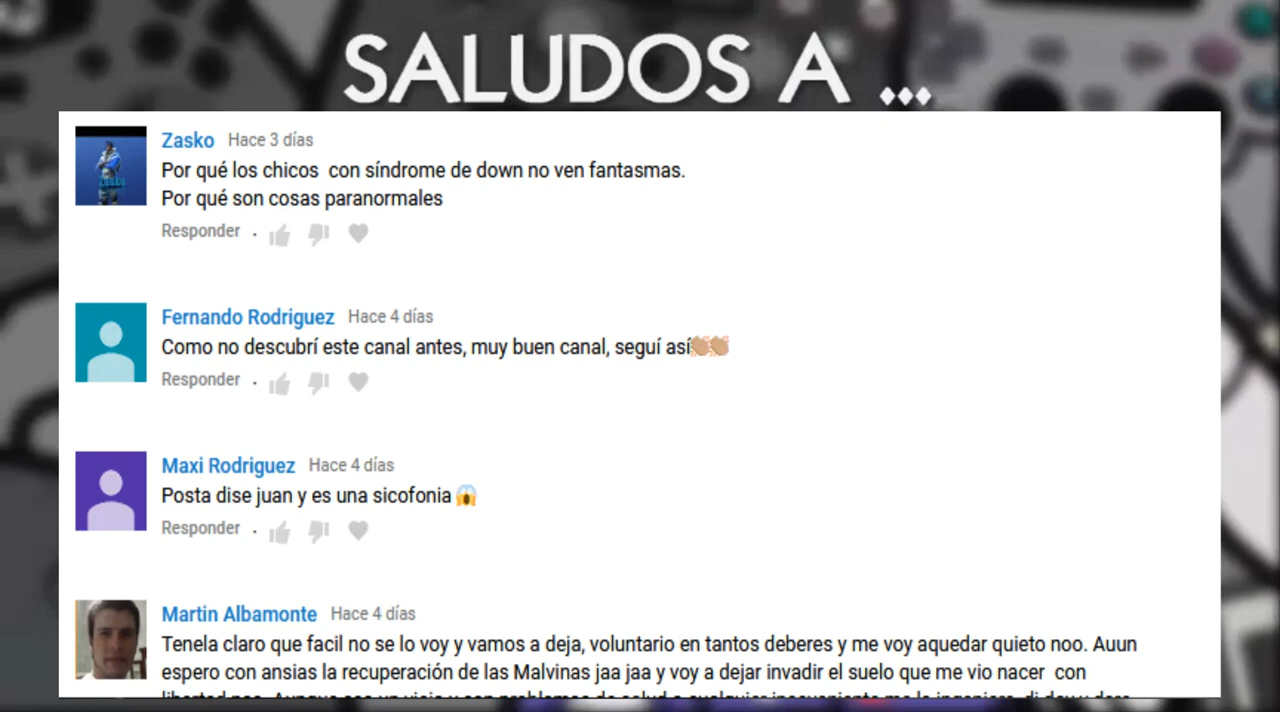 SALUDOS A ...
Zasko Hace 3 días
Por qué los chicos con síndrome de down no ven fantasmas.
Por qué son cosas paranormales
Responder .
Fernando Rodriguez Hace 4 días
Como no descubrí este canal antes, muy buen canal, seguí así👏🏼👏🏼
Responder .
Maxi Rodriguez Hace 4 días
Posta dise juan y es una sicofonia 😱
Responder .
Martin Albamonte Hace 4 días
Tenela claro que facil no se lo voy y vamos a deja, voluntario en tantos deberes y me voy aquedar quieto noo. Auun
espero con ansias la recuperación de las Malvinas jaa jaa y voy a dejar invadir el suelo que me vio nacer con